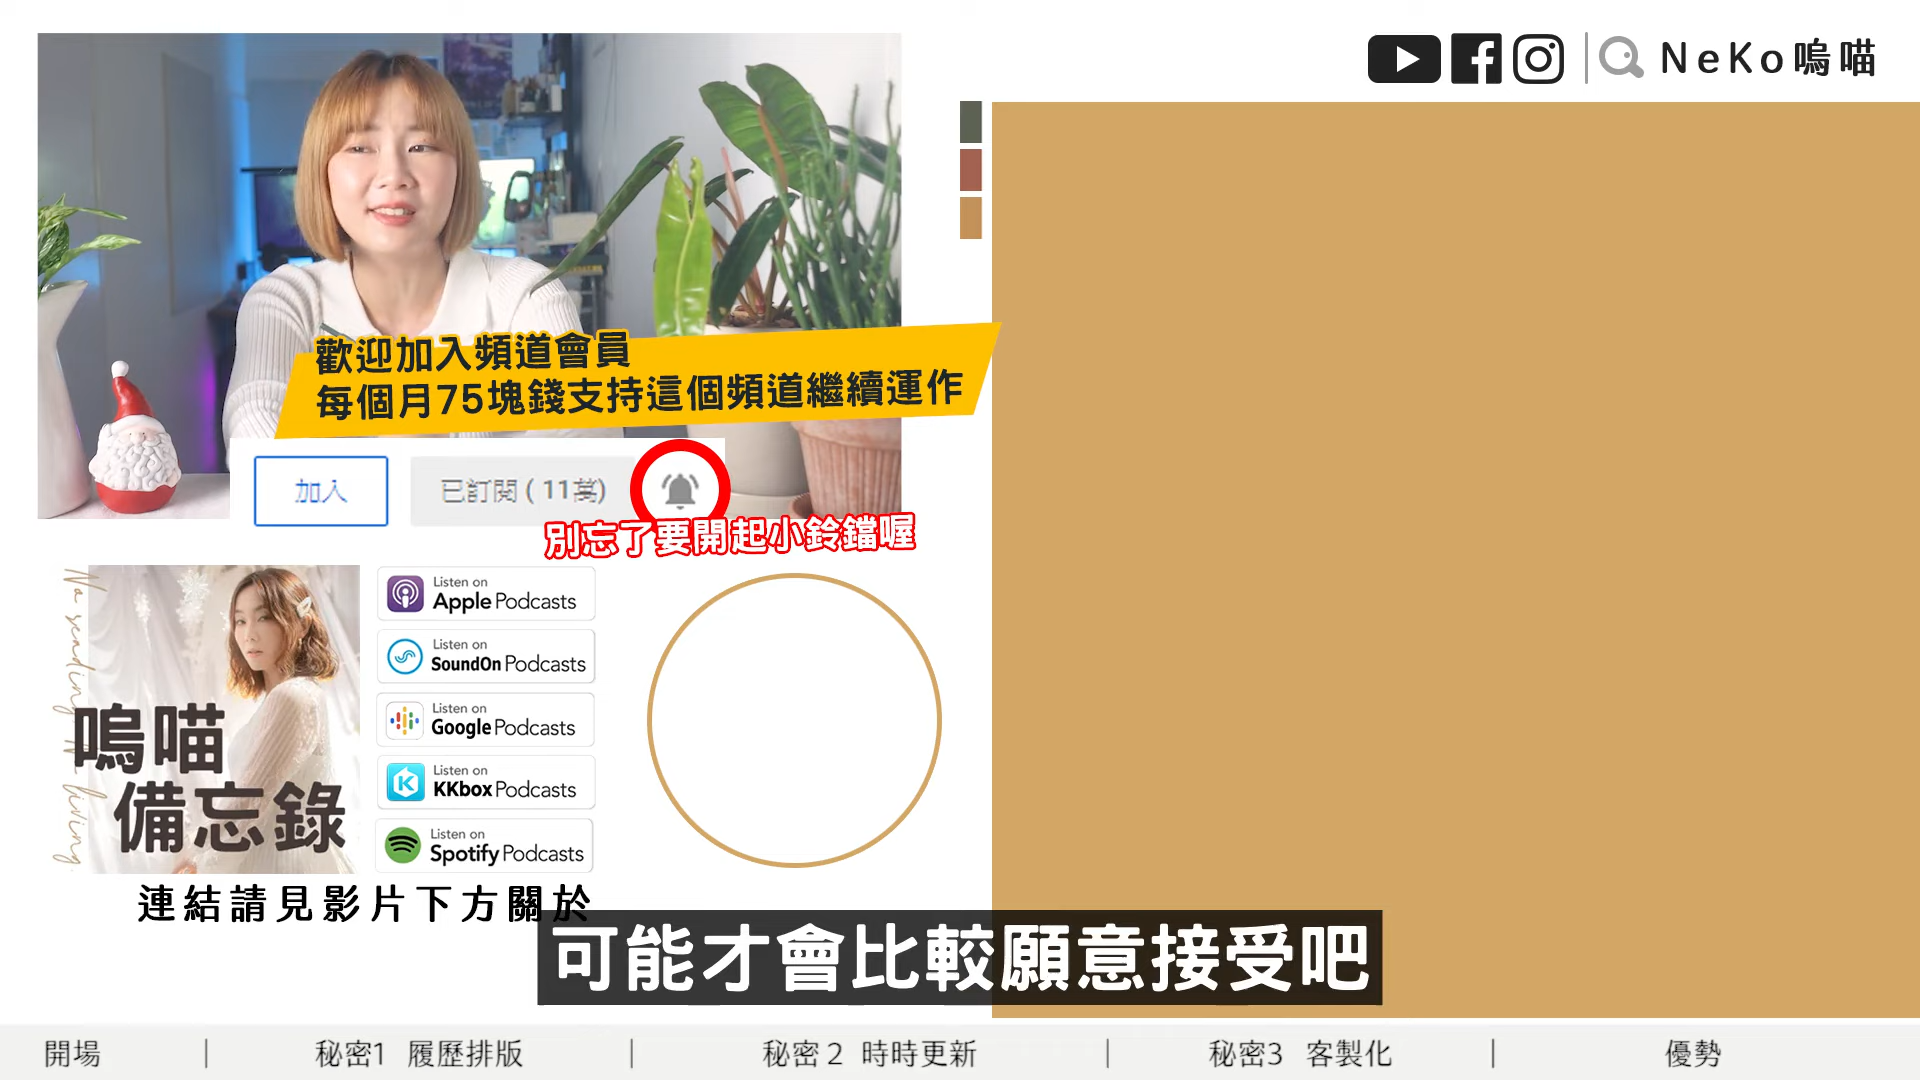 NeKo嗚喵
歡迎加入頻道會員
每個月75塊錢支持這個頻道繼續運作
加入
已訂閱 ( 11萬)
別忘了要開起小鈴鐺喔
No sending no living.
嗚喵
備忘錄
Listen on
Apple Podcasts
Listen on
SoundOn Podcasts
Listen on
Google Podcasts
Listen on
KKbox Podcasts
Listen on
Spotify Podcasts
連結請見影片下方關於
可能才會比較願意接受吧
開場 | 秘密1 履歷排版 | 秘密2 時時更新 | 秘密3 客製化 | 優勢